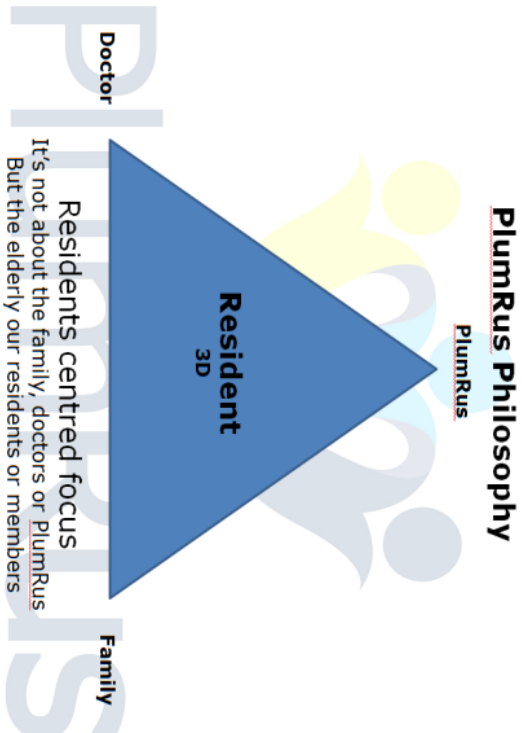 PlumRus Philosophy
PlumRus
Resident
3D
Doctor
Family
Residents centred focus
It's not about the family, doctors or PlumRus
But the elderly our residents or members
PlumRus